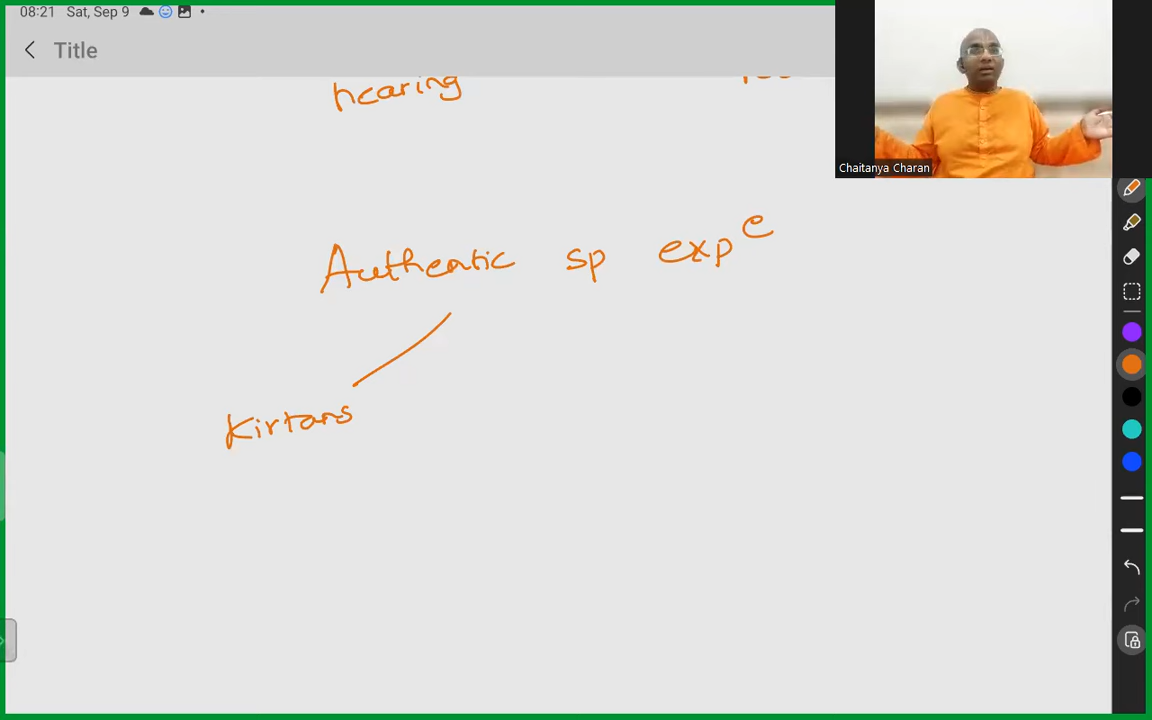 08:21 Sat, Sep 9
Title
hearing
Chaitanya Charan
Authentic sp exp e
Kirtans